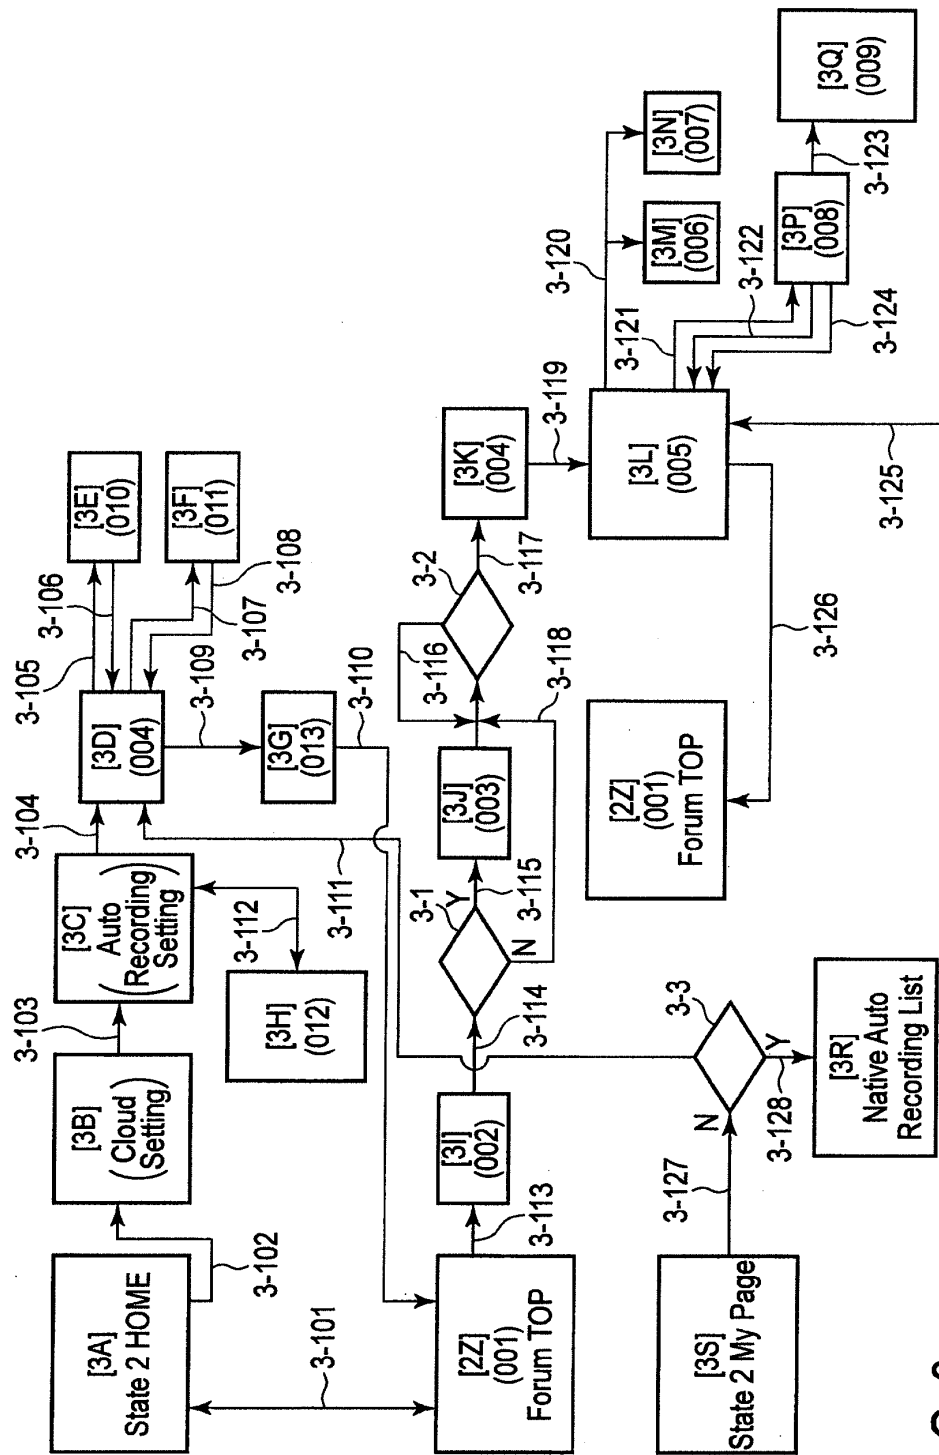 [3A]
State 2 HOME
3-101
3-102
[3B]
(Cloud
Setting)
3-103
[3C]
(Auto
Recording
Setting)
3-104
[3D]
(004)
3-105
3-106
[3E]
(010)
3-107
3-108
[3F]
(011)
3-109
[3G]
(013)
3-110
3-111
3-112
[3H]
(012)
[2Z]
(001)
Forum TOP
3-113
[3I]
(002)
3-114
3-1
Y
N
3-115
[3J]
(003)
3-116
3-2
3-117
3-118
[3K]
(004)
3-119
[3L]
(005)
3-120
[3M]
(006)
[3N]
(007)
3-121
3-122
[3P]
(008)
3-123
[3Q]
(009)
3-124
3-125
3-126
[2Z]
(001)
Forum TOP
[3S]
State 2 My Page
3-127
N
3-3
Y
3-128
[3R]
Native Auto
Recording List